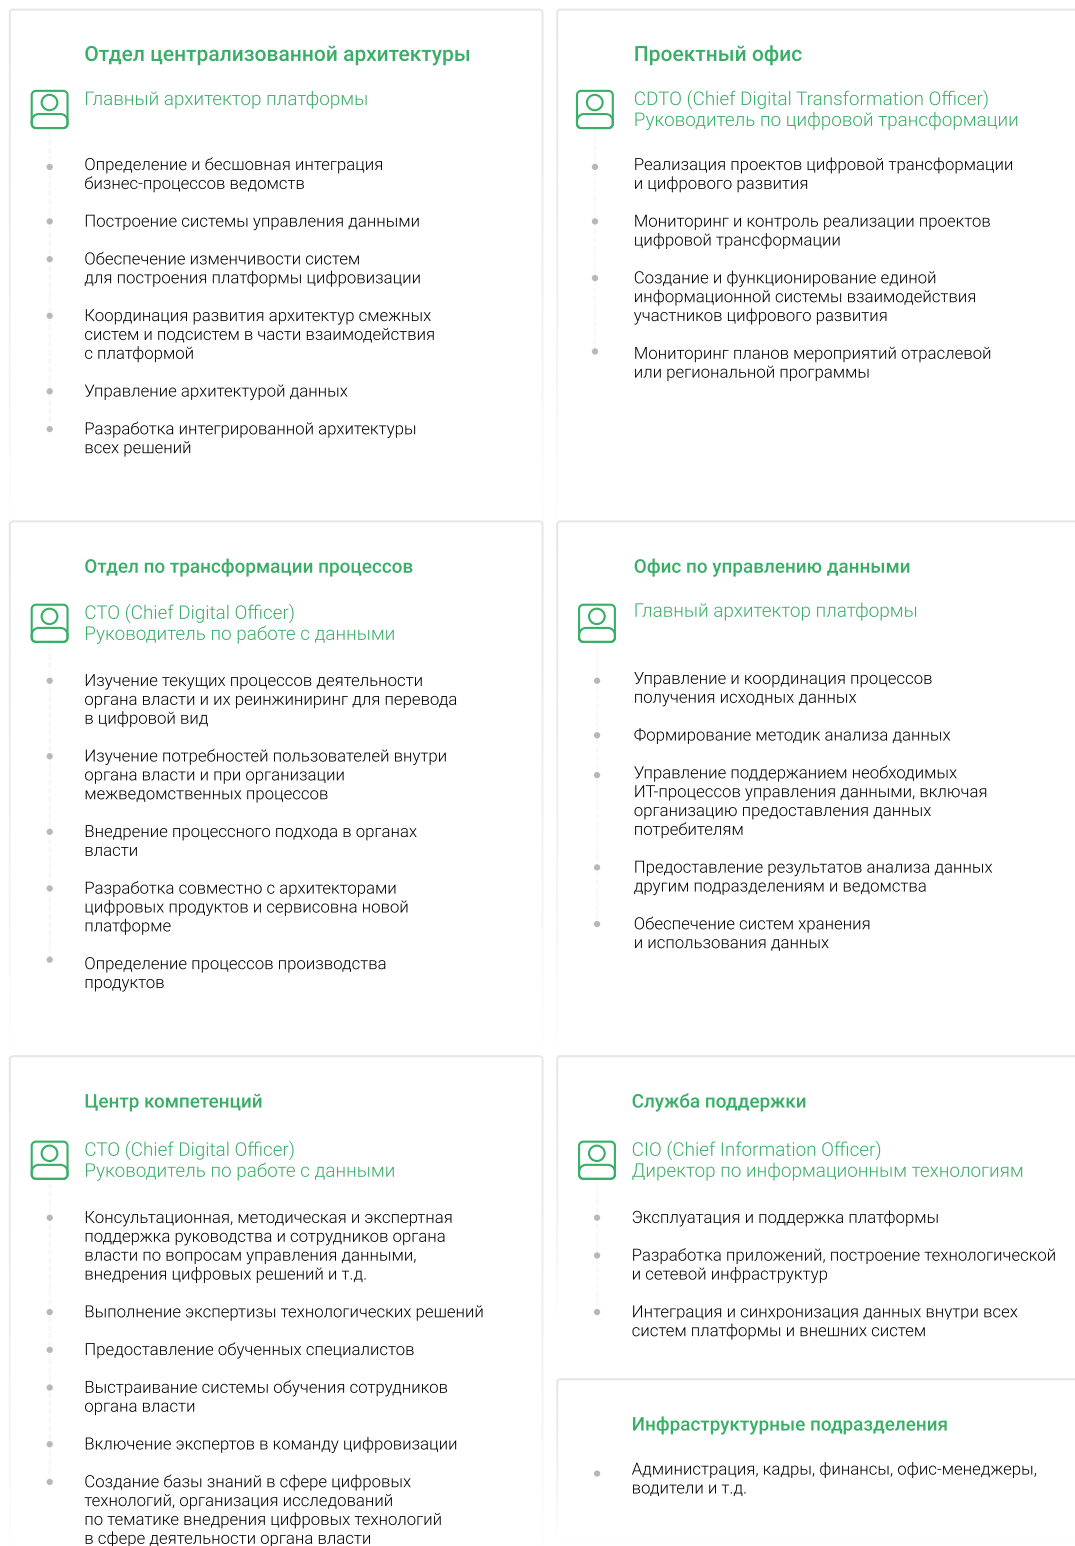 Отдел централизованной архитектуры
Главный архитектор платформы
Определение и бесшовная интеграция
бизнес-процессов ведомств
Построение системы управления данными
Обеспечение изменчивости систем
для построения платформы цифровизации
Координация развития архитектур смежных
систем и подсистем в части взаимодействия
с платформой
Управление архитектурой данных
Разработка интегрированной архитектуры
всех решений
Проектный офис
CDTO (Chief Digital Transformation Officer)
Руководитель по цифровой трансформации
Реализация проектов цифровой трансформации
и цифрового развития
Мониторинг и контроль реализации проектов
цифровой трансформации
Создание и функционирование единой
информационной системы взаимодействия
участников цифрового развития
Мониторинг планов мероприятий отраслевой
или региональной программы
Отдел по трансформации процессов
CTO (Chief Digital Officer)
Руководитель по работе с данными
Изучение текущих процессов деятельности
органа власти и их реинжиниринг для перевода
в цифровой вид
Изучение потребностей пользователей внутри
органа власти и при организации
межведомственных процессов
Внедрение процессного подхода в органах
власти
Разработка совместно с архитекторами
цифровых продуктов и сервисовна новой
платформе
Определение процессов производства
продуктов
Офис по управлению данными
Главный архитектор платформы
Управление и координация процессов
получения исходных данных
Формирование методик анализа данных
Управление поддержанием необходимых
ИТ-процессов управления данными, включая
организацию предоставления данных
потребителям
Предоставление результатов анализа данных
другим подразделениям и ведомства
Обеспечение систем хранения
и использования данных
Центр компетенций
CTO (Chief Digital Officer)
Руководитель по работе с данными
Консультационная, методическая и экспертная
поддержка руководства и сотрудников органа
власти по вопросам управления данными,
внедрения цифровых решений и т.д.
Выполнение экспертизы технологических решений
Предоставление обученных специалистов
Выстраивание системы обучения сотрудников
органа власти
Включение экспертов в команду цифровизации
Создание базы знаний в сфере цифровых
технологий, организация исследований
по тематике внедрения цифровых технологий
в сфере деятельности органа власти
Служба поддержки
CIO (Chief Information Officer)
Директор по информационным технологиям
Эксплуатация и поддержка платформы
Разработка приложений, построение технологической
и сетевой инфраструктур
Интеграция и синхронизация данных внутри всех
систем платформы и внешних систем
Инфраструктурные подразделения
Администрация, кадры, финансы, офис-менеджеры,
водители и т.д.